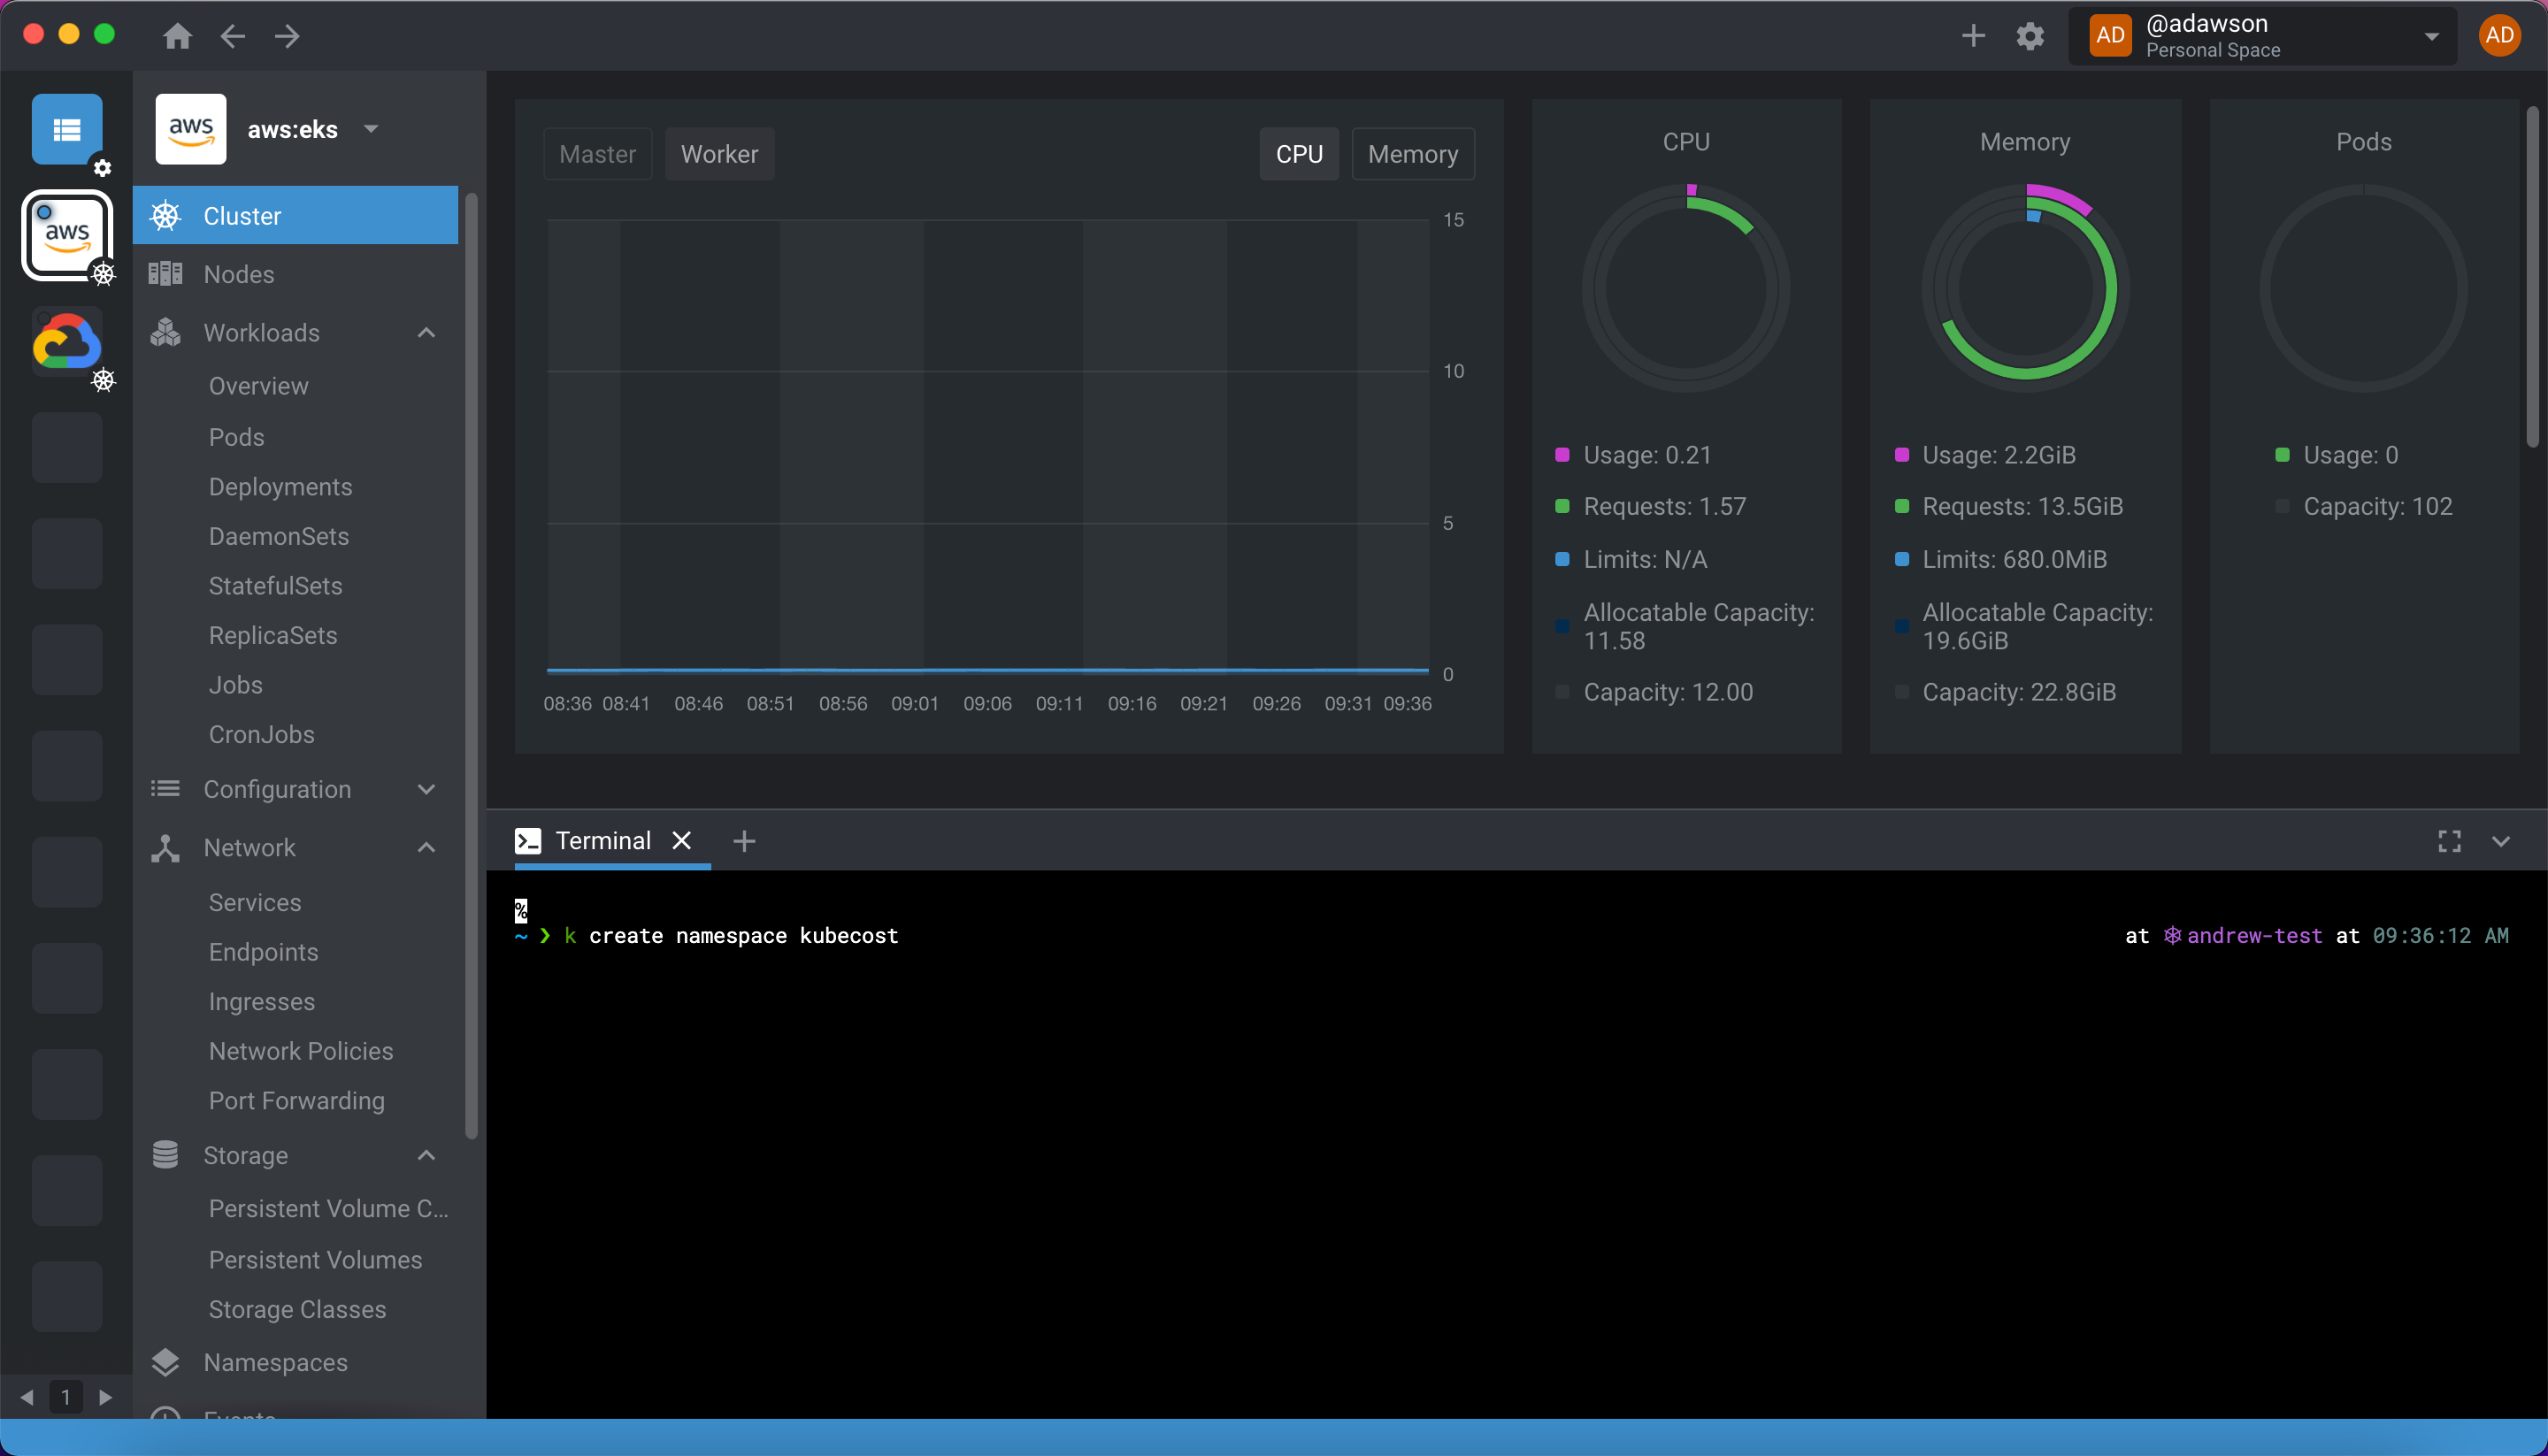 AD
@adawson
Personal Space
AD
aws
aws:eks
aws
Cluster
Nodes
Workloads
Overview
Pods
Deployments
DaemonSets
StatefulSets
ReplicaSets
Jobs
CronJobs
Configuration
Network
Services
Endpoints
Ingresses
Network Policies
Port Forwarding
Storage
Persistent Volume C...
Persistent Volumes
Storage Classes
Namespaces
Events
1
Master
Worker
CPU
Memory
15
10
5
0
08:36 08:41 08:46 08:51 08:56 09:01 09:06 09:11 09:16 09:21 09:26 09:31 09:36
CPU
Usage: 0.21
Requests: 1.57
Limits: N/A
Allocatable Capacity:
11.58
Capacity: 12.00
Memory
Usage: 2.2GiB
Requests: 13.5GiB
Limits: 680.0MiB
Allocatable Capacity:
19.6GiB
Capacity: 22.8GiB
Pods
Usage: 0
Capacity: 102
Terminal
%
~ ❯ k create namespace kubecost
at ⎈andrew-test at 09:36:12 AM